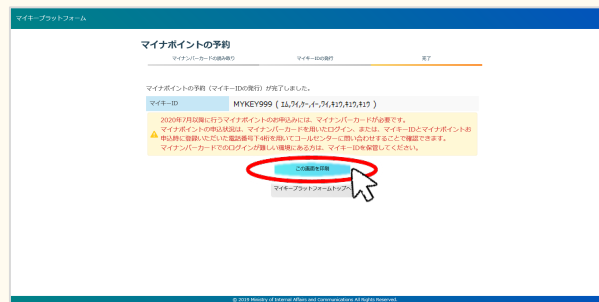 マイキープラットフォーム
マイナポイントの予約
マイナンバーカードの読み取り
マイキーIDの発行
完了
マイナポイントの予約（マイキーIDの発行）が完了しました。
マイキーID MYKEY999 ( ｴﾑ,ﾜｲ,ｹｰ,ｲｰ,ﾜｲ,ｷｭｳ,ｷｭｳ,ｷｭｳ )
2020年7月以降に行うマイナポイントのお申込みには、マイナンバーカードが必要です。
マイナポイントの申込状況は、マイナンバーカードを用いたログイン、または、マイキーIDとマイナポイントお
申込時に登録いただいた電話番号下4桁を用いてコールセンターに問い合わせすることで確認できます。
マイナンバーカードでのログインが難しい環境にある方は、マイキーIDを保管してください。
この画面を印刷
マイキープラットフォームトップへ
© 2019 Ministry of Internal Affairs and Communications All Rights Reserved.